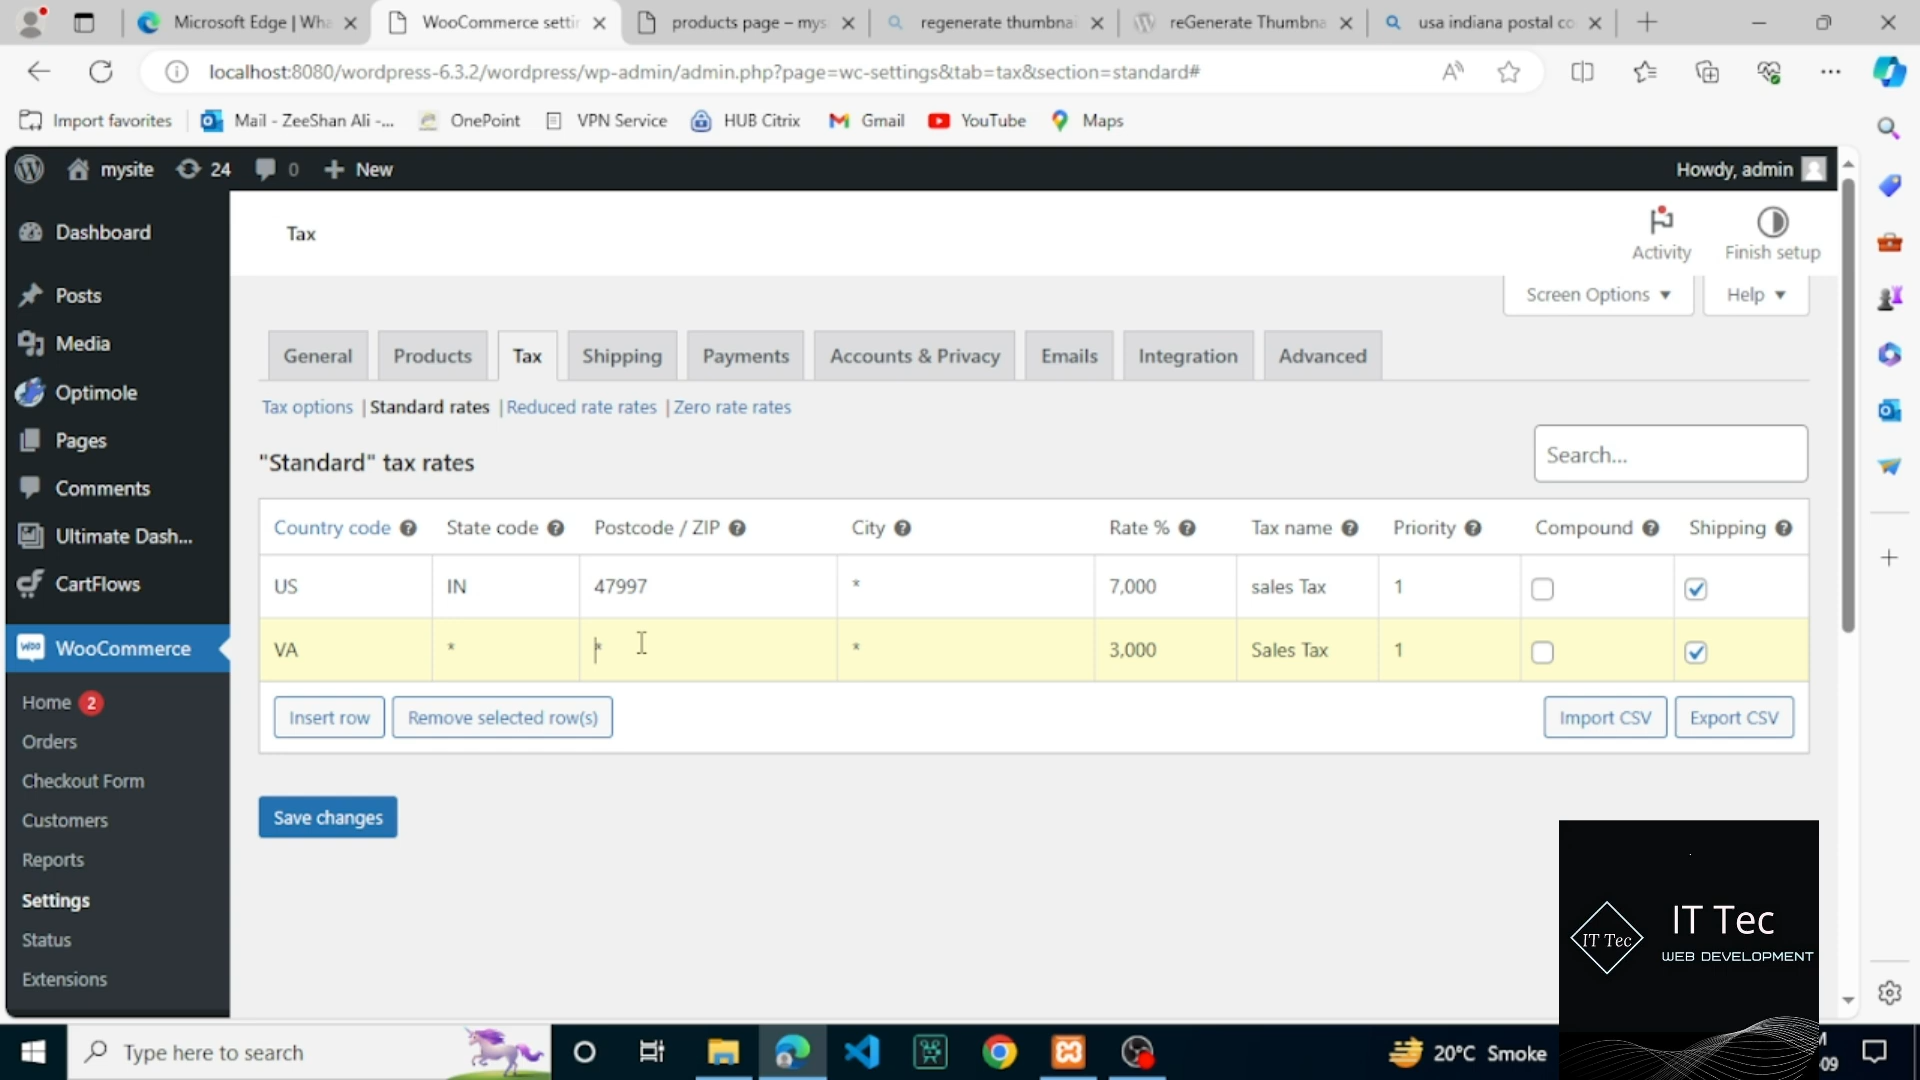 Microsoft Edge | Wha
WooCommerce settin
products page – mys
regenerate thumbnai
reGenerate Thumbna
usa indiana postal co
localhost:8080/wordpress-6.3.2/wordpress/wp-admin/admin.php?page=wc-settings&tab=tax&section=standard#
Import favorites
Mail - ZeeShan Ali -...
OnePoint
VPN Service
HUB Citrix
Gmail
YouTube
Maps
mysite
24
0
New
Howdy, admin
Dashboard
Posts
Media
Optimole
Pages
Comments
Ultimate Dash...
CartFlows
WooCommerce
Home 2
Orders
Checkout Form
Customers
Reports
Settings
Status
Extensions
Tax
Activity
Finish setup
Screen Options ▼
Help ▼
General
Products
Tax
Shipping
Payments
Accounts & Privacy
Emails
Integration
Advanced
Tax options | Standard rates | Reduced rate rates | Zero rate rates
Search...
"Standard" tax rates
Country code ? State code ? Postcode / ZIP ? City ? Rate % ? Tax name ? Priority ? Compound ? Shipping ?
US IN 47997 * 7,000 sales Tax 1
VA * * * 3,000 Sales Tax 1
Insert row
Remove selected row(s)
Import CSV
Export CSV
Save changes
IT Tec
IT Tec
WEB DEVELOPMENT
Type here to search
20°C Smoke